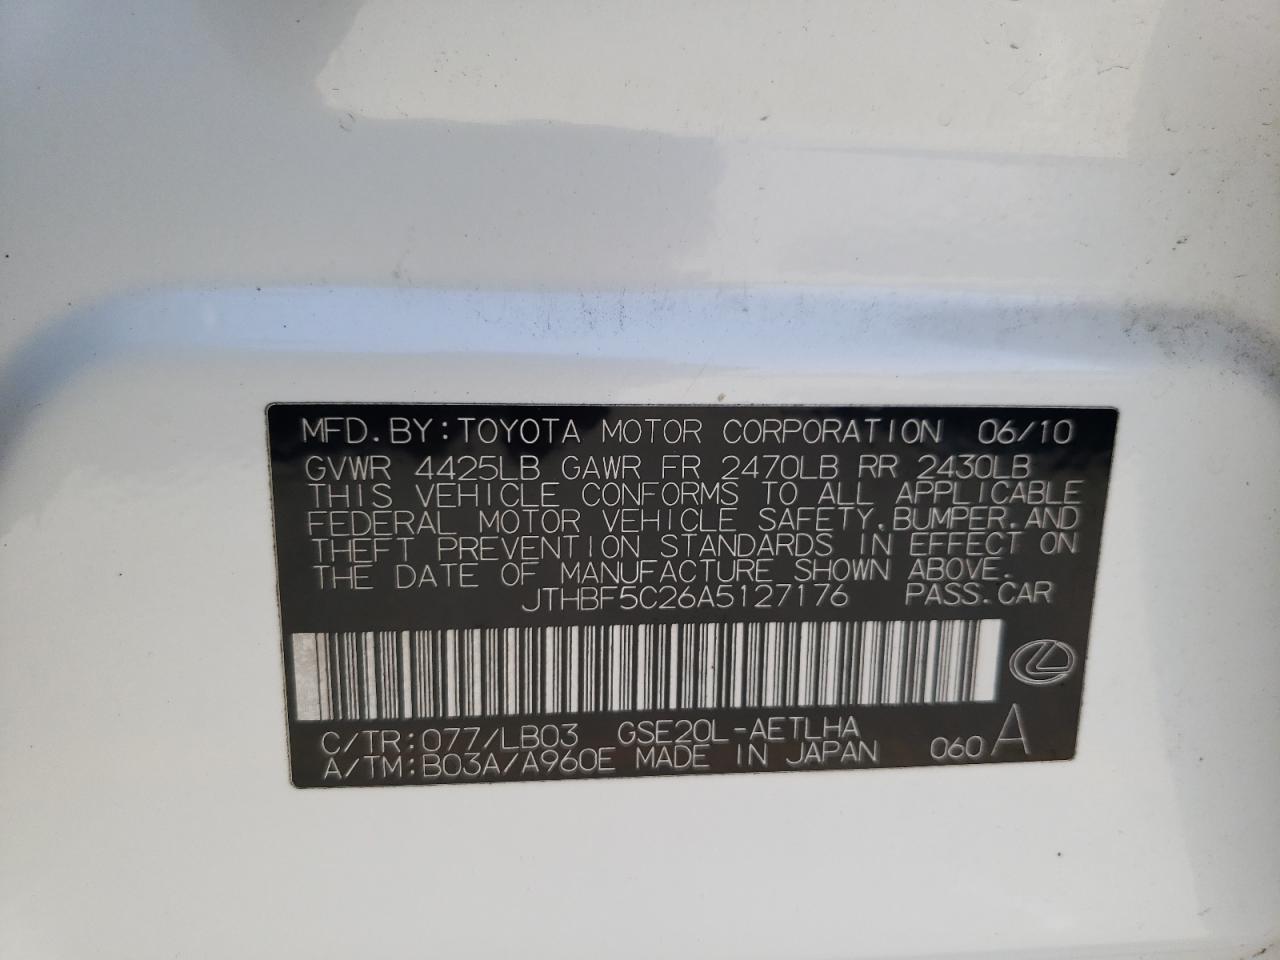 MFD.BY:TOYOTA MOTOR CORPORATION 06/10
GVWR 4425LB GAWR FR 2470LB RR 2430LB
THIS VEHICLE CONFORMS TO ALL APPLICABLE
FEDERAL MOTOR VEHICLE SAFETY,BUMPER,AND
THEFT PREVENTION STANDARDS IN EFFECT ON
THE DATE OF MANUFACTURE SHOWN ABOVE.
JTHBF5C26A5127176 PASS.CAR
C/TR:077/LB03 GSE20L-AETLHA
A/TM:B03A/A960E MADE IN JAPAN 060 A